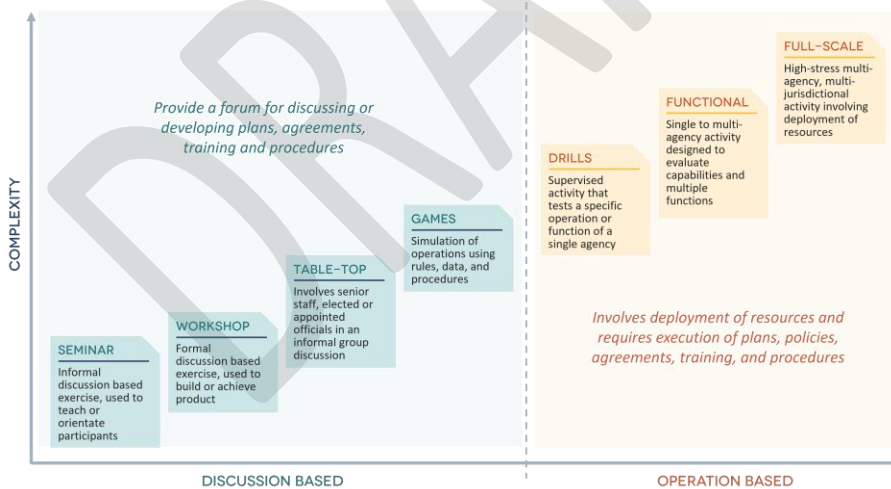 FULL-SCALE
High-stress multi-
agency, multi-
jurisdictional
activity involving
deployment of
resources
FUNCTIONAL
Single to multi-
agency activity
designed to
evaluate
capabilities and
multiple
functions
Provide a forum for discussing or
developing plans, agreements,
training and procedures
DRILLS
Supervised
activity that
tests a specific
operation or
function of a
single agency
COMPLEXITY
GAMES
Simulation of
operations using
rules, data, and
procedures
TABLE-TOP
Involves senior
staff, elected or
appointed
officials in an
informal group
discussion
WORKSHOP
Formal
discussion based
exercise, used to
build or achieve
product
SEMINAR
Informal
discussion based
exercise, used to
teach or
orientate
participants
Involves deployment of resources and
requires execution of plans, policies,
agreements, training, and procedures
DISCUSSION BASED
OPERATION BASED